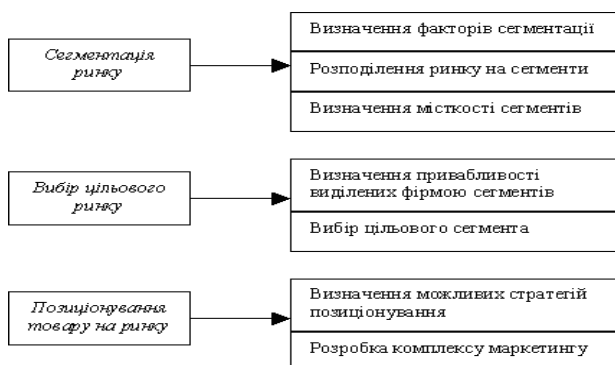 Сегментація
ринку
Визначення факторів сегментації
Розподілення ринку на сегменти
Визначення місткості сегментів
Вибір цільового
ринку
Визначення привабливості
виділених фірмою сегментів
Вибір цільового сегмента
Позиціонування
товару на ринку
Визначення можливих стратегій
позиціонування
Розробка комплексу маркетингу